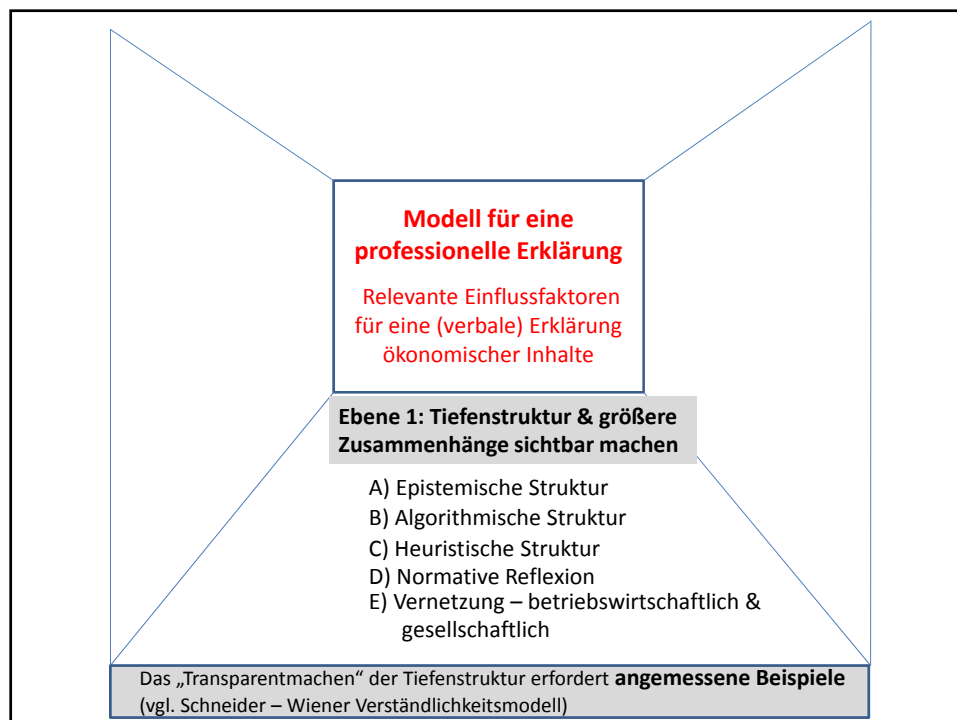 Modell für eine
professionelle Erklärung
Relevante Einflussfaktoren
für eine (verbale) Erklärung
ökonomischer Inhalte
Ebene 1: Tiefenstruktur & größere
Zusammenhänge sichtbar machen
A) Epistemische Struktur
B) Algorithmische Struktur
C) Heuristische Struktur
D) Normative Reflexion
E) Vernetzung – betriebswirtschaftlich &
gesellschaftlich
Das „Transparentmachen“ der Tiefenstruktur erfordert angemessene Beispiele
(vgl. Schneider – Wiener Verständlichkeitsmodell)